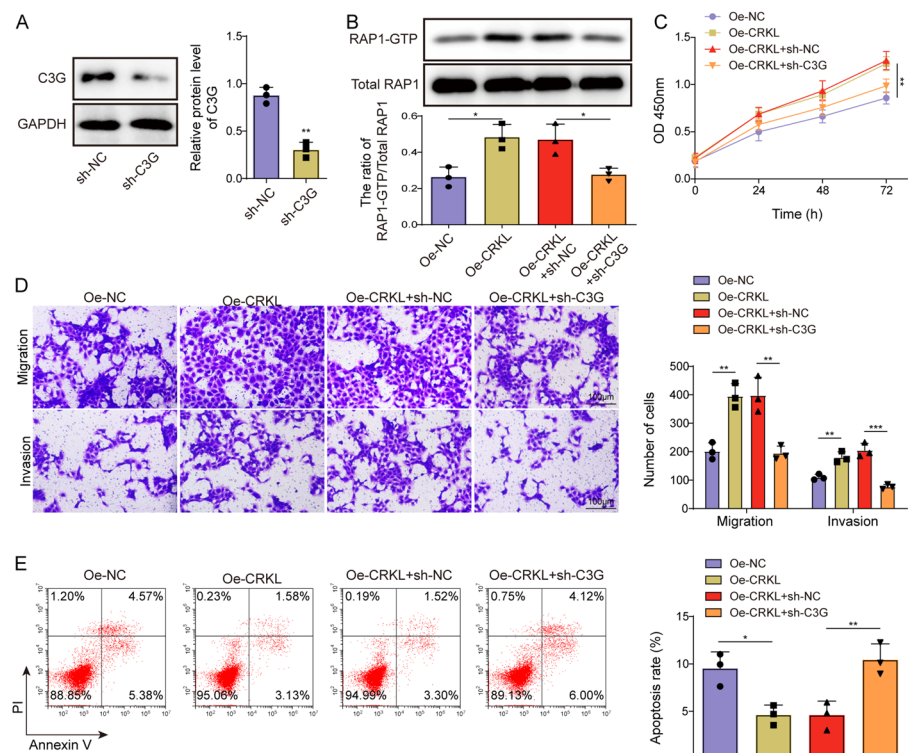 A
C3G
GAPDH
sh-NC
sh-C3G
Relative protein level
of C3G
1.5
1.0
0.5
0.0
**
sh-NC
sh-C3G
B
RAP1-GTP
Total RAP1
The ratio of
RAP1-GTP/Total RAP1
0.6
0.4
0.2
0.0
*
*
Oe-NC
Oe-CRKL
Oe-CRKL
+sh-NC
Oe-CRKL
+sh-C3G
C
Oe-NC
Oe-CRKL
Oe-CRKL+sh-NC
Oe-CRKL+sh-C3G
OD 450nm
1.5
1.0
0.5
0.0
**
0
24
48
72
Time (h)
D
Oe-NC
Oe-CRKL
Oe-CRKL+sh-NC
Oe-CRKL+sh-C3G
Migration
100μm
Invasion
100μm
Oe-NC
Oe-CRKL
Oe-CRKL+sh-NC
Oe-CRKL+sh-C3G
Number of cells
500
400
300
200
100
0
**
**
**
***
Migration
Invasion
E
Oe-NC
Oe-CRKL
Oe-CRKL+sh-NC
Oe-CRKL+sh-C3G
1.20% 4.57%
88.85% 5.38%
0.23% 1.58%
95.06% 3.13%
0.19% 1.52%
94.99% 3.30%
0.75% 4.12%
89.13% 6.00%
PI
Annexin V
Oe-NC
Oe-CRKL
Oe-CRKL+sh-NC
Oe-CRKL+sh-C3G
Apoptosis rate (%)
15
10
5
*
**